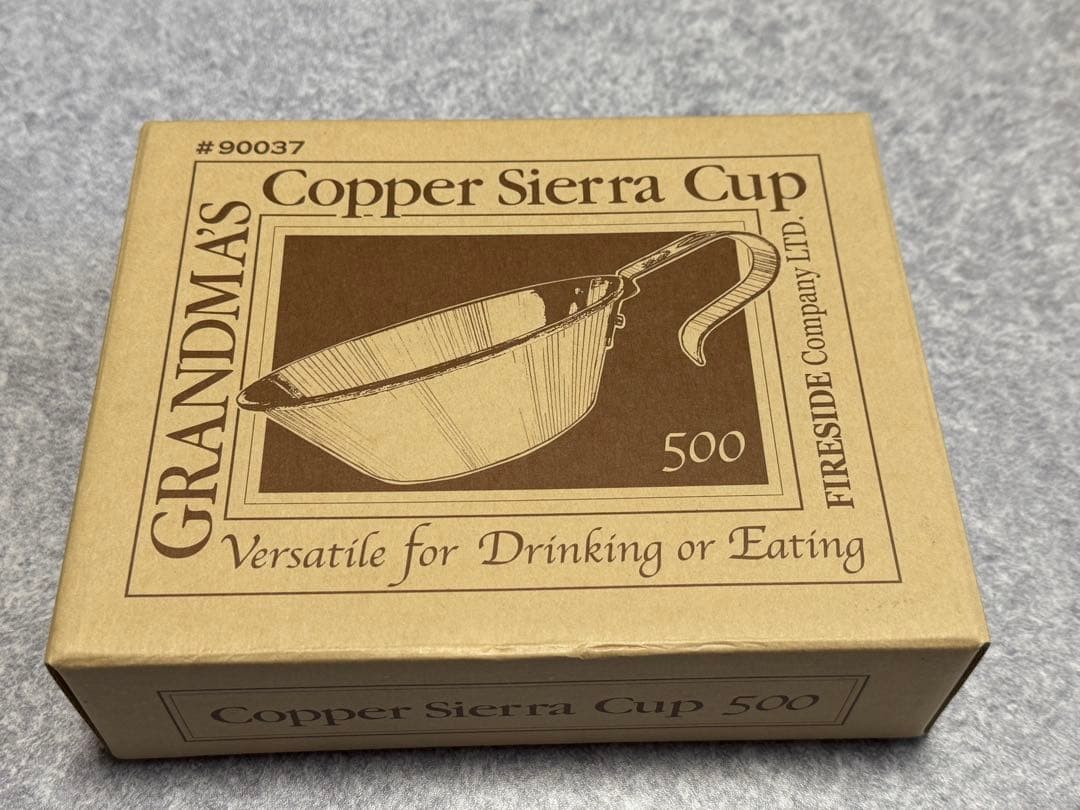 #90037
Copper Sierra Cup
GRANDMA'S
FIRESIDE Company LTD.
500
Versatile for Drinking or Eating
Copper Sierra Cup 500